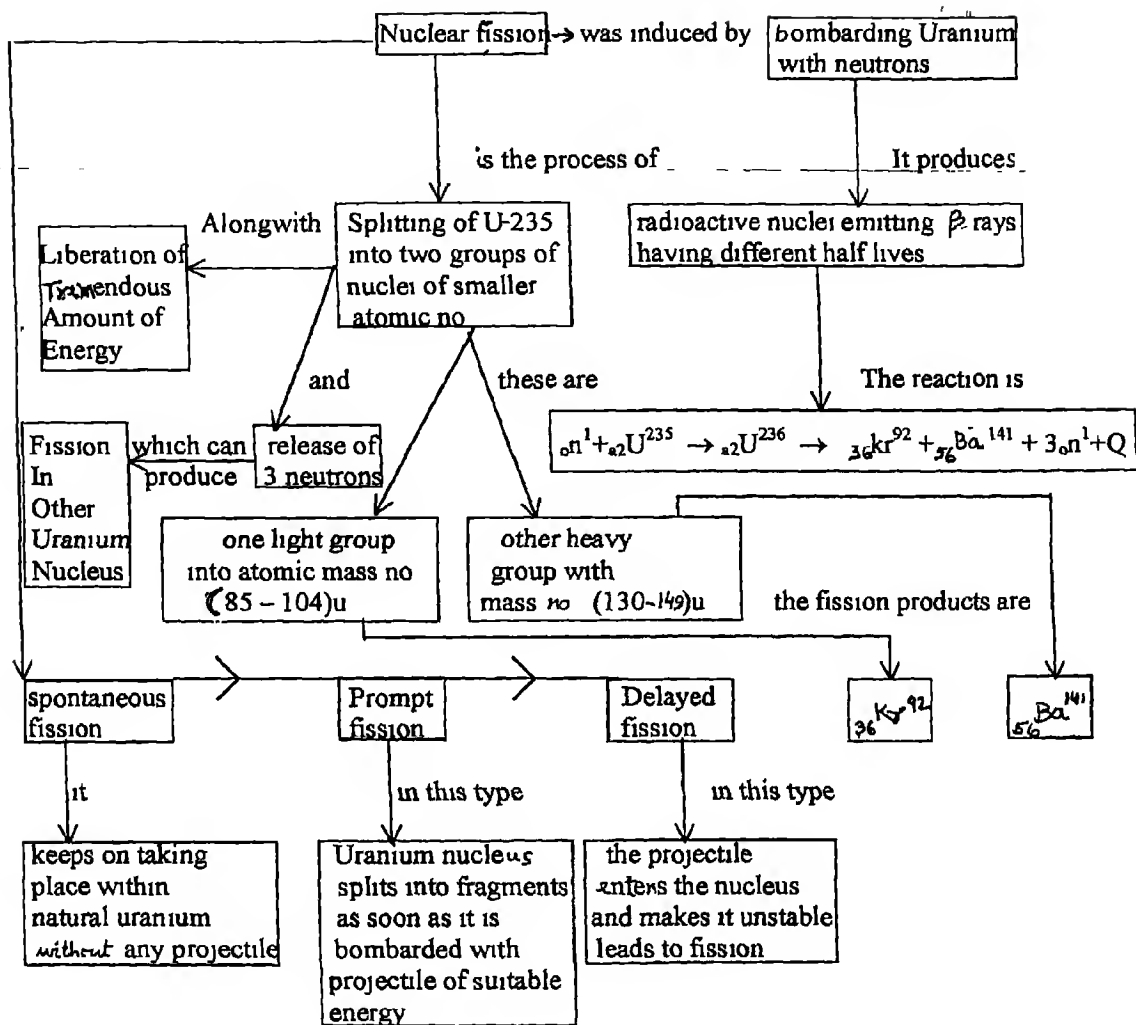 Nuclear fission → was induced by
bombarding Uranium
with neutrons
is the process of
It produces
Alongwith
Liberation of
Tramendous
Amount of
Energy
Splitting of U-235
into two groups of
nuclei of smaller
atomic no
radioactive nuclei emitting β rays
having different half lives
and
these are
The reaction is
Fission
In
Other
Uranium
Nucleus
which can
produce
release of
3 neutrons
₀n¹+₉₂U²³⁵ → ₉₂U²³⁶ → ₃₆kr⁹² + ₅₆Ba¹⁴¹ + 3₀n¹+Q
one light group
into atomic mass no
(85 – 104)u
other heavy
group with
mass no (130-149)u
the fission products are
spontaneous
fission
Prompt
fission
Delayed
fission
₃₆Kr⁹²
₅₆Ba¹⁴¹
it
in this type
in this type
keeps on taking
place within
natural uranium
without any projectile
Uranium nucleus
splits into fragments
as soon as it is
bombarded with
projectile of suitable
energy
the projectile
enters the nucleus
and makes it unstable
leads to fission